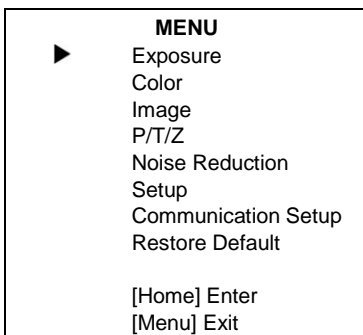 MENU
Exposure
Color
Image
P/T/Z
Noise Reduction
Setup
Communication Setup
Restore Default
[Home] Enter
[Menu] Exit